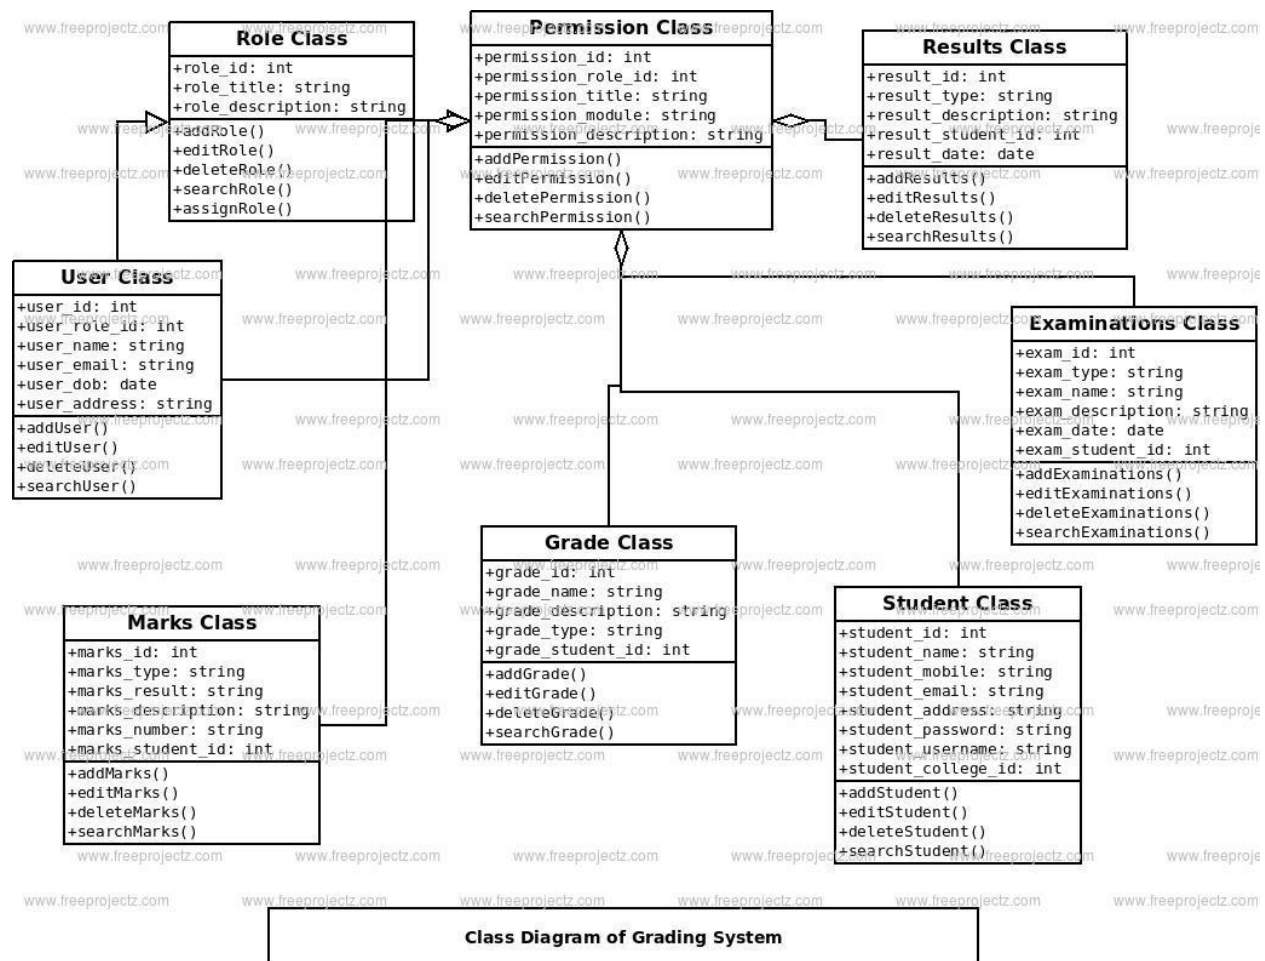 Role Class
+role_id: int
+role_title: string
+role_description: string
+addRole()
+editRole()
+deleteRole()
+searchRole()
+assignRole()
Permission Class
+permission_id: int
+permission_role_id: int
+permission_title: string
+permission_module: string
+permission_description: string
+addPermission()
+editPermission()
+deletePermission()
+searchPermission()
Results Class
+result_id: int
+result_type: string
+result_description: string
+result_student_id: int
+result_date: date
+addResults()
+editResults()
+deleteResults()
+searchResults()
User Class
+user_id: int
+user_role_id: int
+user_name: string
+user_email: string
+user_dob: date
+user_address: string
+addUser()
+editUser()
+deleteUser()
+searchUser()
Examinations Class
+exam_id: int
+exam_type: string
+exam_name: string
+exam_description: string
+exam_date: date
+exam_student_id: int
+addExaminations()
+editExaminations()
+deleteExaminations()
+searchExaminations()
Grade Class
+grade_id: int
+grade_name: string
+grade_description: string
+grade_type: string
+grade_student_id: int
+addGrade()
+editGrade()
+deleteGrade()
+searchGrade()
Marks Class
+marks_id: int
+marks_type: string
+marks_result: string
+marks_description: string
+marks_number: string
+marks_student_id: int
+addMarks()
+editMarks()
+deleteMarks()
+searchMarks()
Student Class
+student_id: int
+student_name: string
+student_mobile: string
+student_email: string
+student_address: string
+student_password: string
+student_username: string
+student_college_id: int
+addStudent()
+editStudent()
+deleteStudent()
+searchStudent()
Class Diagram of Grading System
www.freeprojectz.com